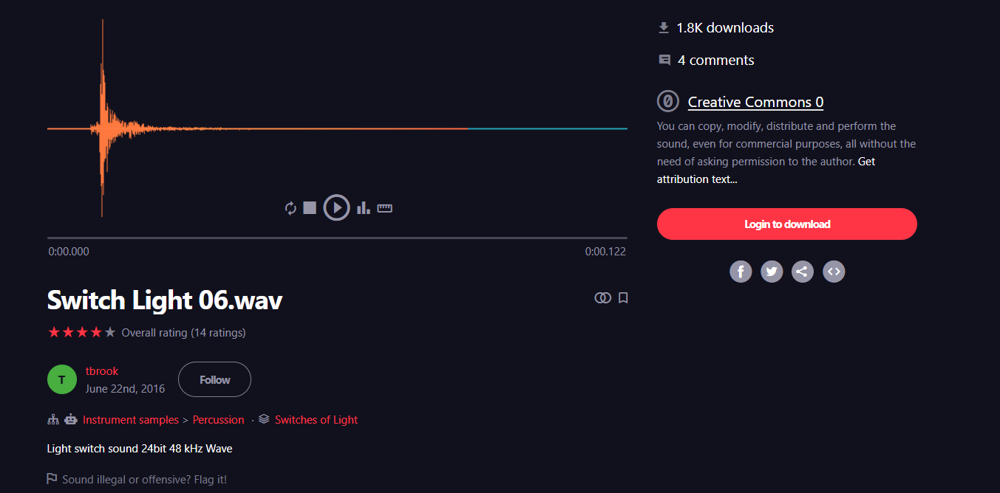 1.8K downloads
4 comments
Creative Commons 0
You can copy, modify, distribute and perform the
sound, even for commercial purposes, all without the
need of asking permission to the author. Get
attribution text...
Login to download
0:00.000 0:00.122
Switch Light 06.wav
Overall rating (14 ratings)
T
tbrook
June 22nd, 2016
Follow
Instrument samples > Percussion · Switches of Light
Light switch sound 24bit 48 kHz Wave
Sound illegal or offensive? Flag it!